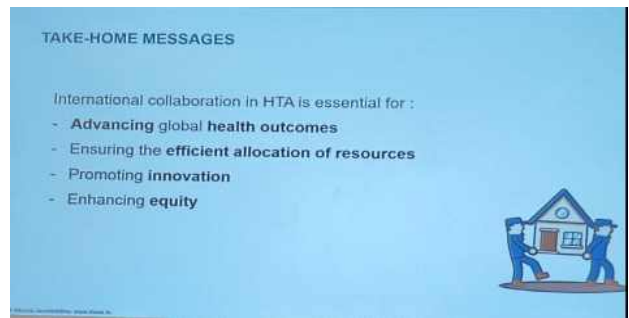 TAKE-HOME MESSAGES
International collaboration in HTA is essential for :
- Advancing global health outcomes
- Ensuring the efficient allocation of resources
- Promoting innovation
- Enhancing equity